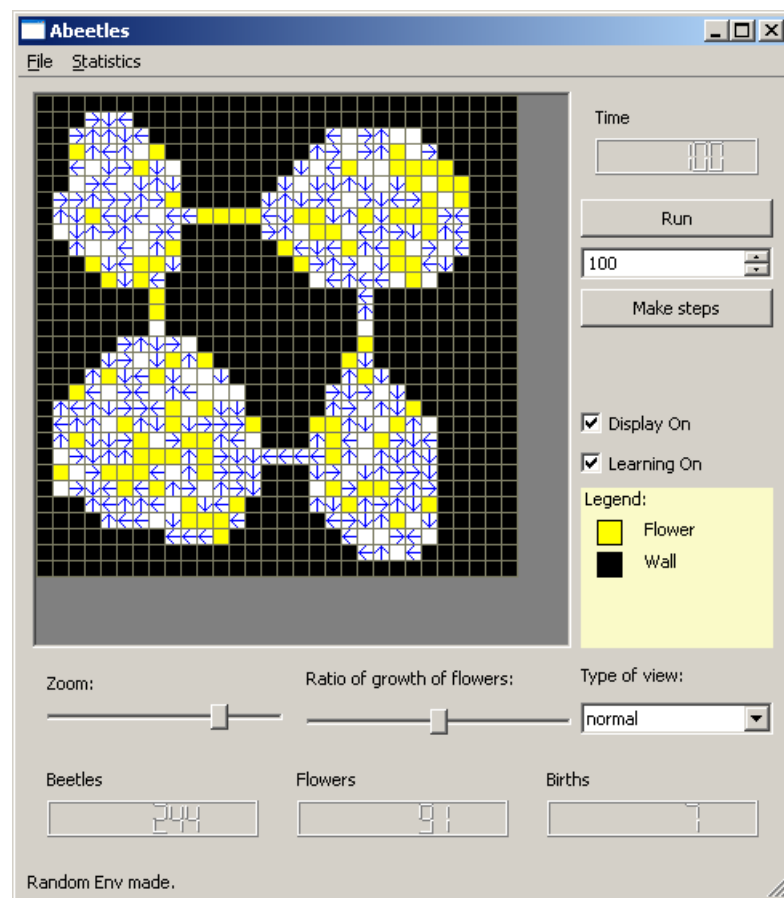 Abeetles
File Statistics
Time
100
Run
100
Make steps
Display On
Learning On
Legend:
Flower
Wall
Zoom:
Ratio of growth of flowers:
Type of view:
normal
Beetles
Flowers
Births
244
91
7
Random Env made.